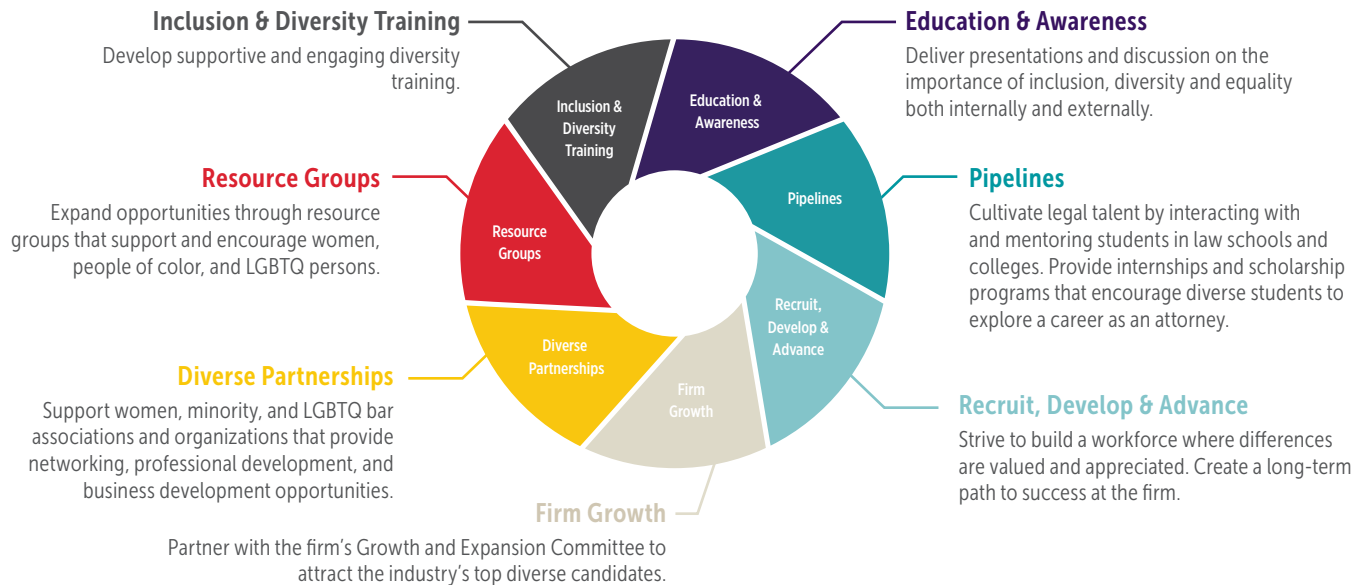 Inclusion & Diversity Training
Develop supportive and engaging diversity
training.
Education & Awareness
Deliver presentations and discussion on the
importance of inclusion, diversity and equality
both internally and externally.
Resource Groups
Expand opportunities through resource
groups that support and encourage women,
people of color, and LGBTQ persons.
Pipelines
Cultivate legal talent by interacting with
and mentoring students in law schools and
colleges. Provide internships and scholarship
programs that encourage diverse students to
explore a career as an attorney.
Diverse Partnerships
Support women, minority, and LGBTQ bar
associations and organizations that provide
networking, professional development, and
business development opportunities.
Recruit, Develop & Advance
Strive to build a workforce where differences
are valued and appreciated. Create a long-term
path to success at the firm.
Firm Growth
Partner with the firm's Growth and Expansion Committee to
attract the industry's top diverse candidates.
Inclusion &
Diversity
Training
Education &
Awareness
Pipelines
Recruit,
Develop &
Advance
Firm
Growth
Diverse
Partnerships
Resource
Groups